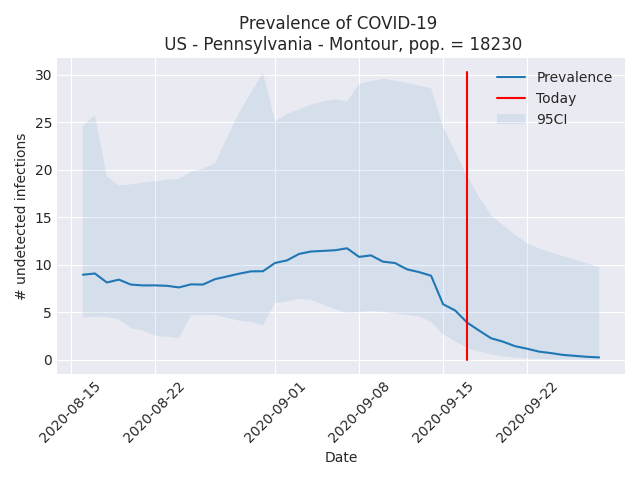 Prevalence of COVID-19
US - Pennsylvania - Montour, pop. = 18230
Prevalence
Today
95CI
# undetected infections
30
25
20
15
10
5
0
2020-08-15
2020-08-22
2020-09-01
2020-09-08
2020-09-15
2020-09-22
Date